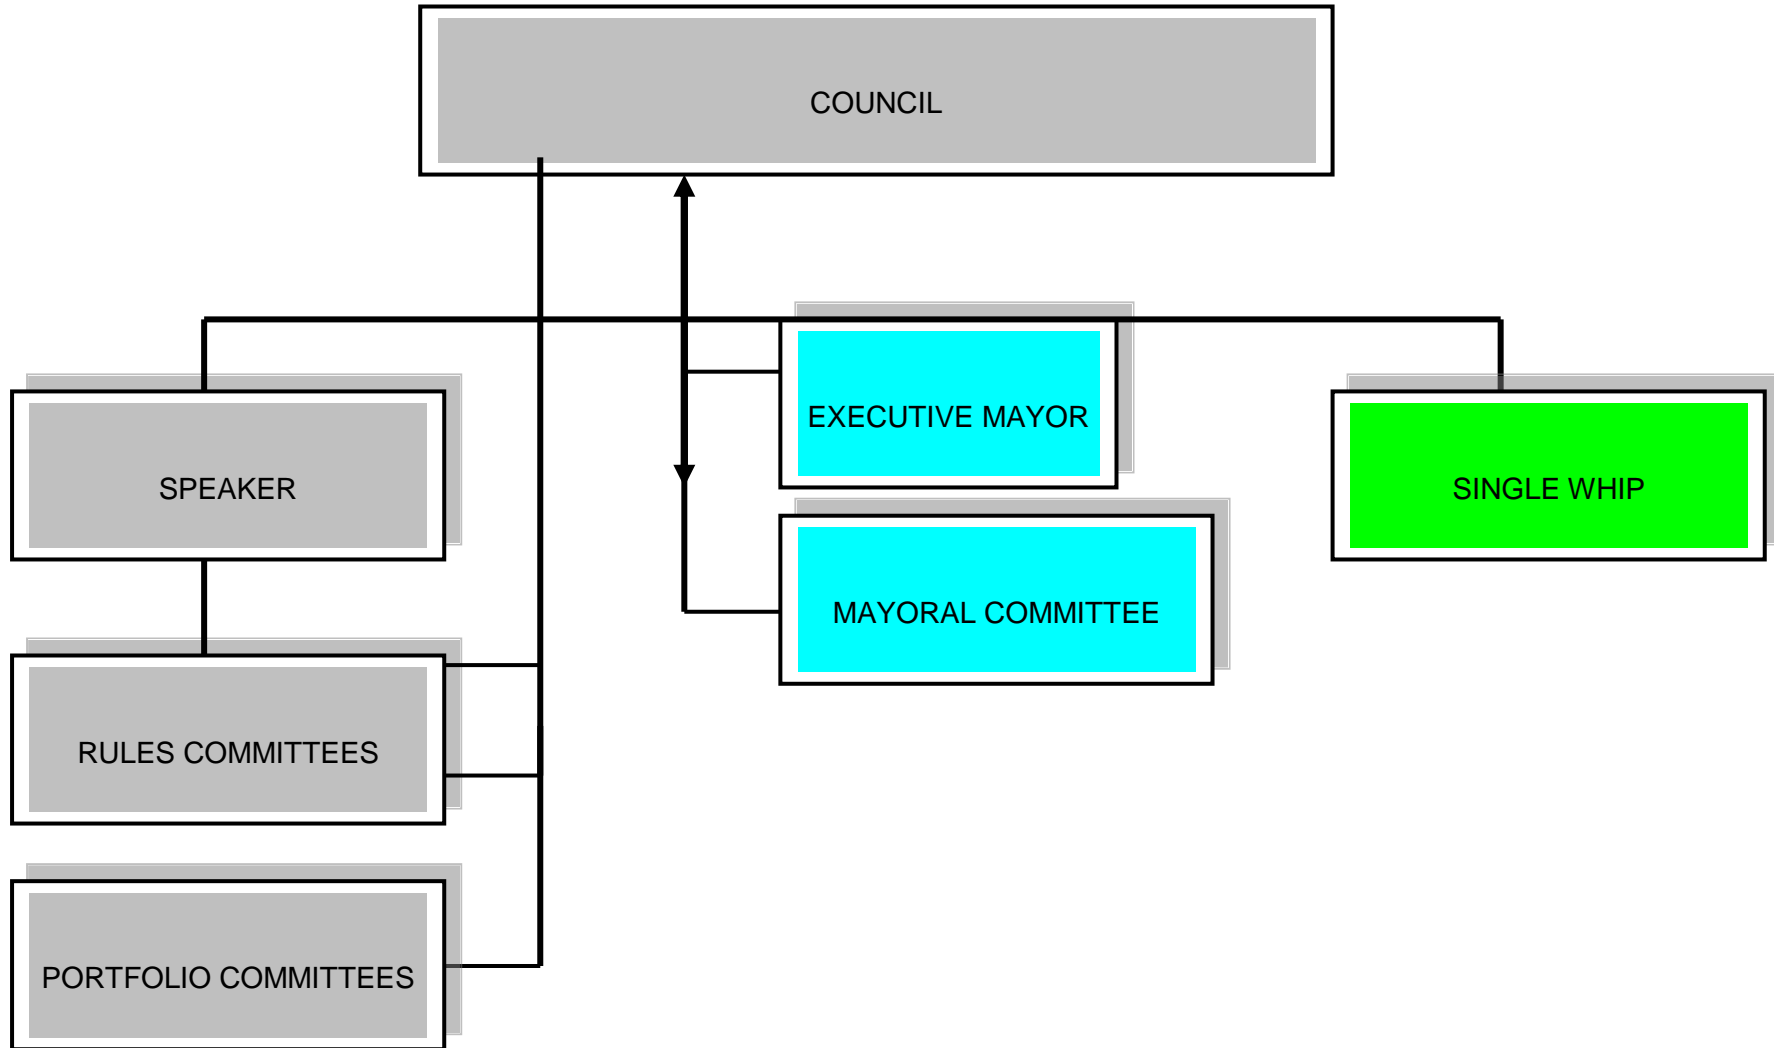 COUNCIL
EXECUTIVE MAYOR
SPEAKER
SINGLE WHIP
MAYORAL COMMITTEE
RULES COMMITTEES
PORTFOLIO COMMITTEES